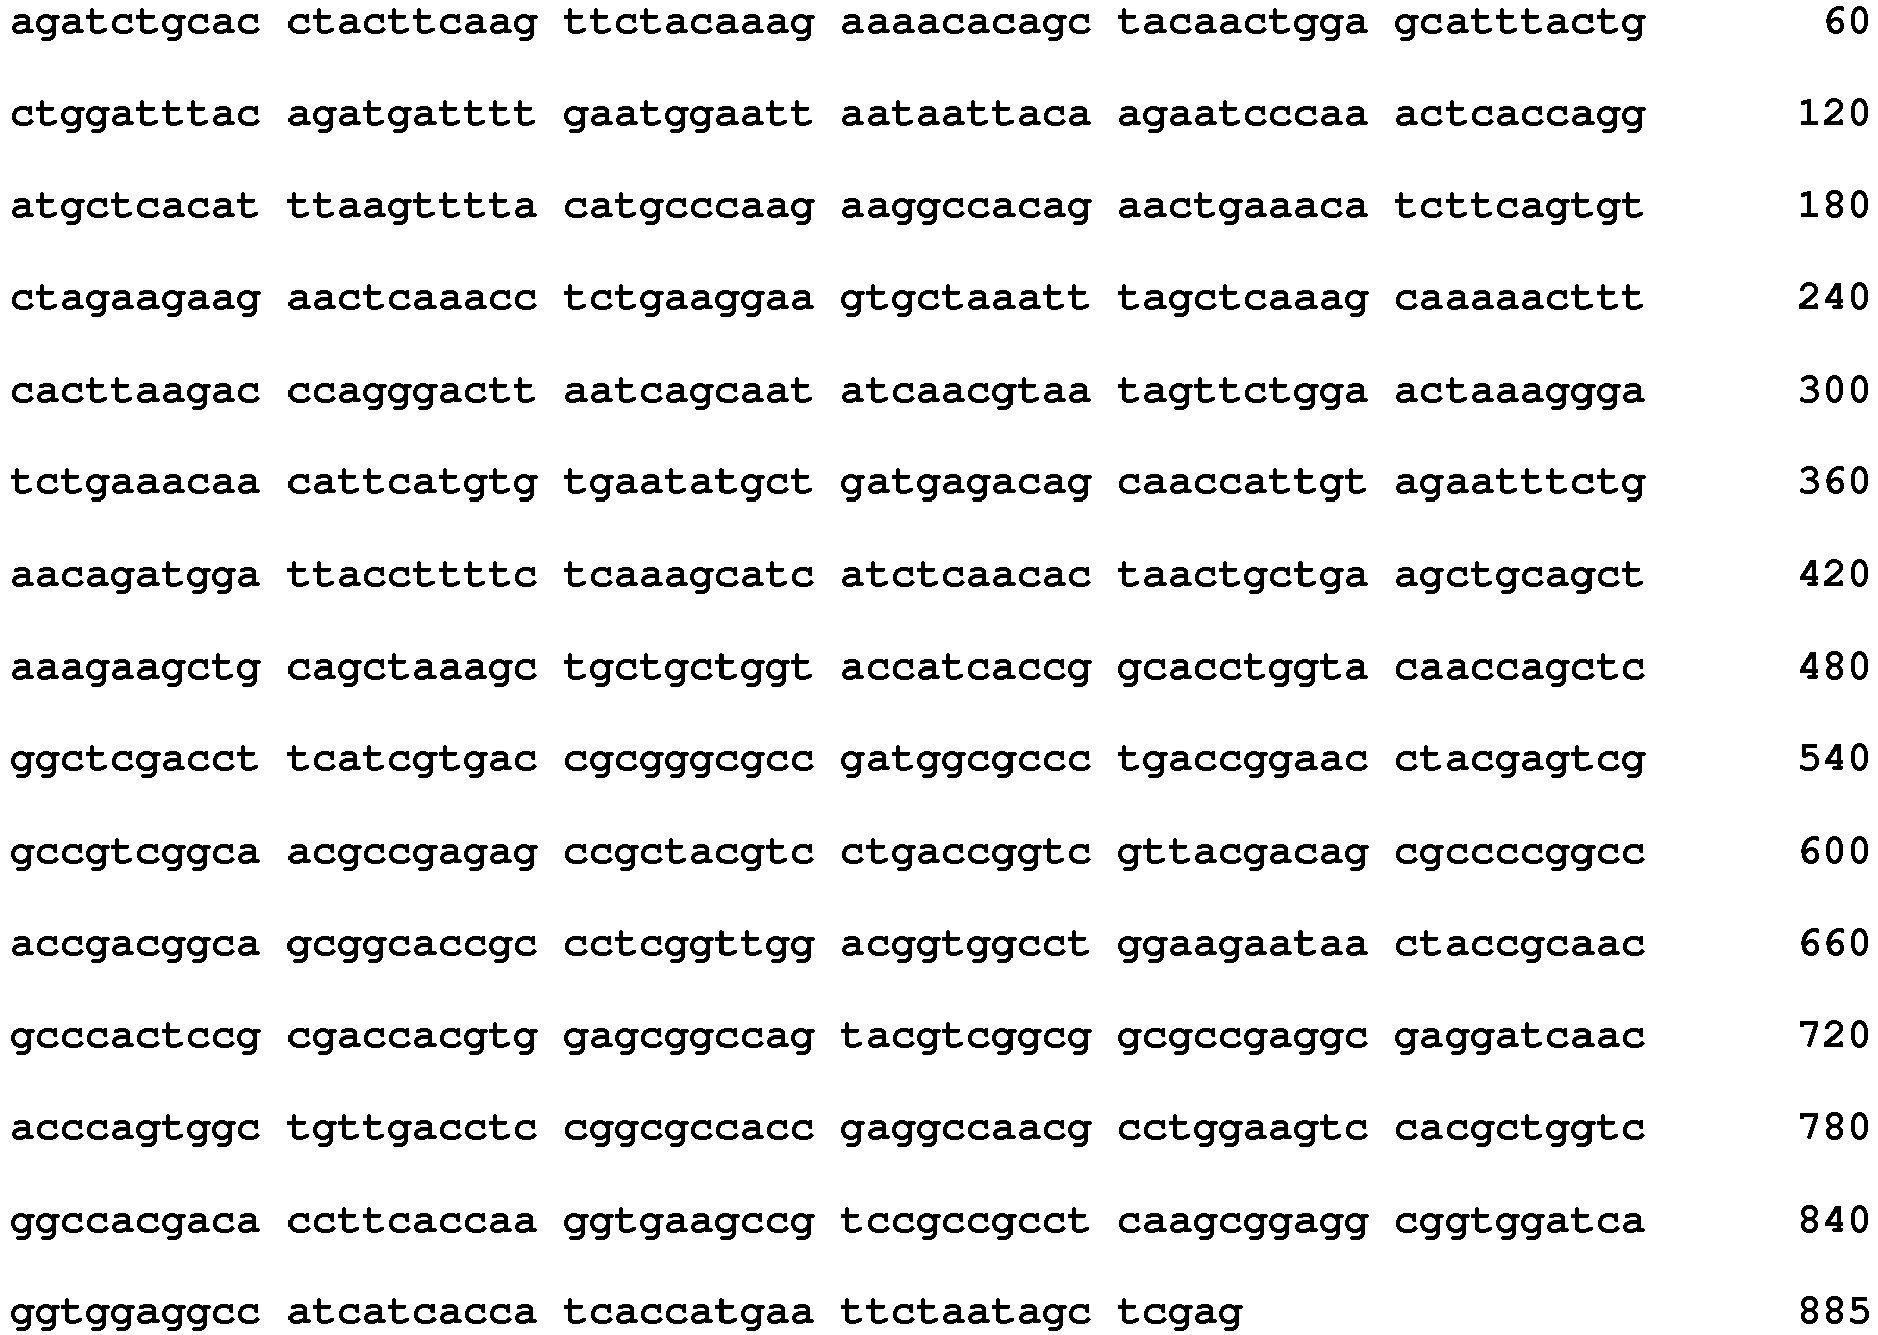 agatctgcac ctacttcaag ttctacaaag aaaacacagc tacaactgga gcatttactg 60
ctggatttac agatgatttt gaatggaatt aataattaca agaatcccaa actcaccagg 120
atgctcacat ttaagtttta catgcccaag aaggccacag aactgaaaca tcttcagtgt 180
ctagaagaag aactcaaacc tctgaaggaa gtgctaaatt tagctcaaag caaaaacttt 240
cacttaagac ccagggactt aatcagcaat atcaacgtaa tagttctgga actaaaggga 300
tctgaaacaa cattcatgtg tgaatatgct gatgagacag caaccattgt agaatttctg 360
aacagatgga ttaccttttc tcaaagcatc atctcaacac taactgctga agctgcagct 420
aaagaagctg cagctaaagc tgctgctggt accatcaccg gcacctggta caaccagctc 480
ggctcgacct tcatcgtgac cgcgggcgcc gatggcgccc tgaccggaac ctacgagtcg 540
gccgtcggca acgccgagag ccgctacgtc ctgaccggtc gttacgacag cgccccggcc 600
accgacggca gcggcaccgc cctcggttgg acggtggcct ggaagaataa ctaccgcaac 660
gcccactccg cgaccacgtg gagcggccag tacgtcggcg gcgccgaggc gaggatcaac 720
acccagtggc tgttgacctc cggcgccacc gaggccaacg cctggaagtc cacgctggtc 780
ggccacgaca ccttcaccaa ggtgaagccg tccgccgcct caagcggagg cggtggatca 840
ggtggaggcc atcatcacca tcaccatgaa ttctaatagc tcgag 885